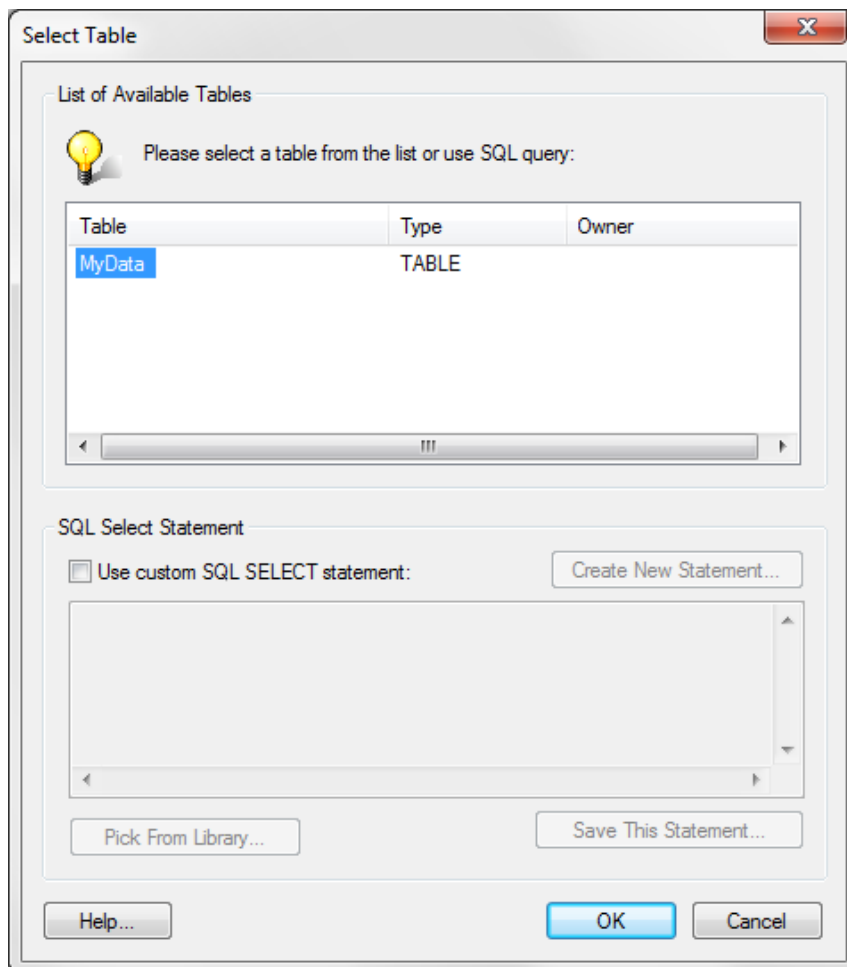 Select Table
List of Available Tables
Please select a table from the list or use SQL query:
Table Type Owner
MyData TABLE
SQL Select Statement
Use custom SQL SELECT statement: Create New Statement...
Pick From Library... Save This Statement...
Help... OK Cancel